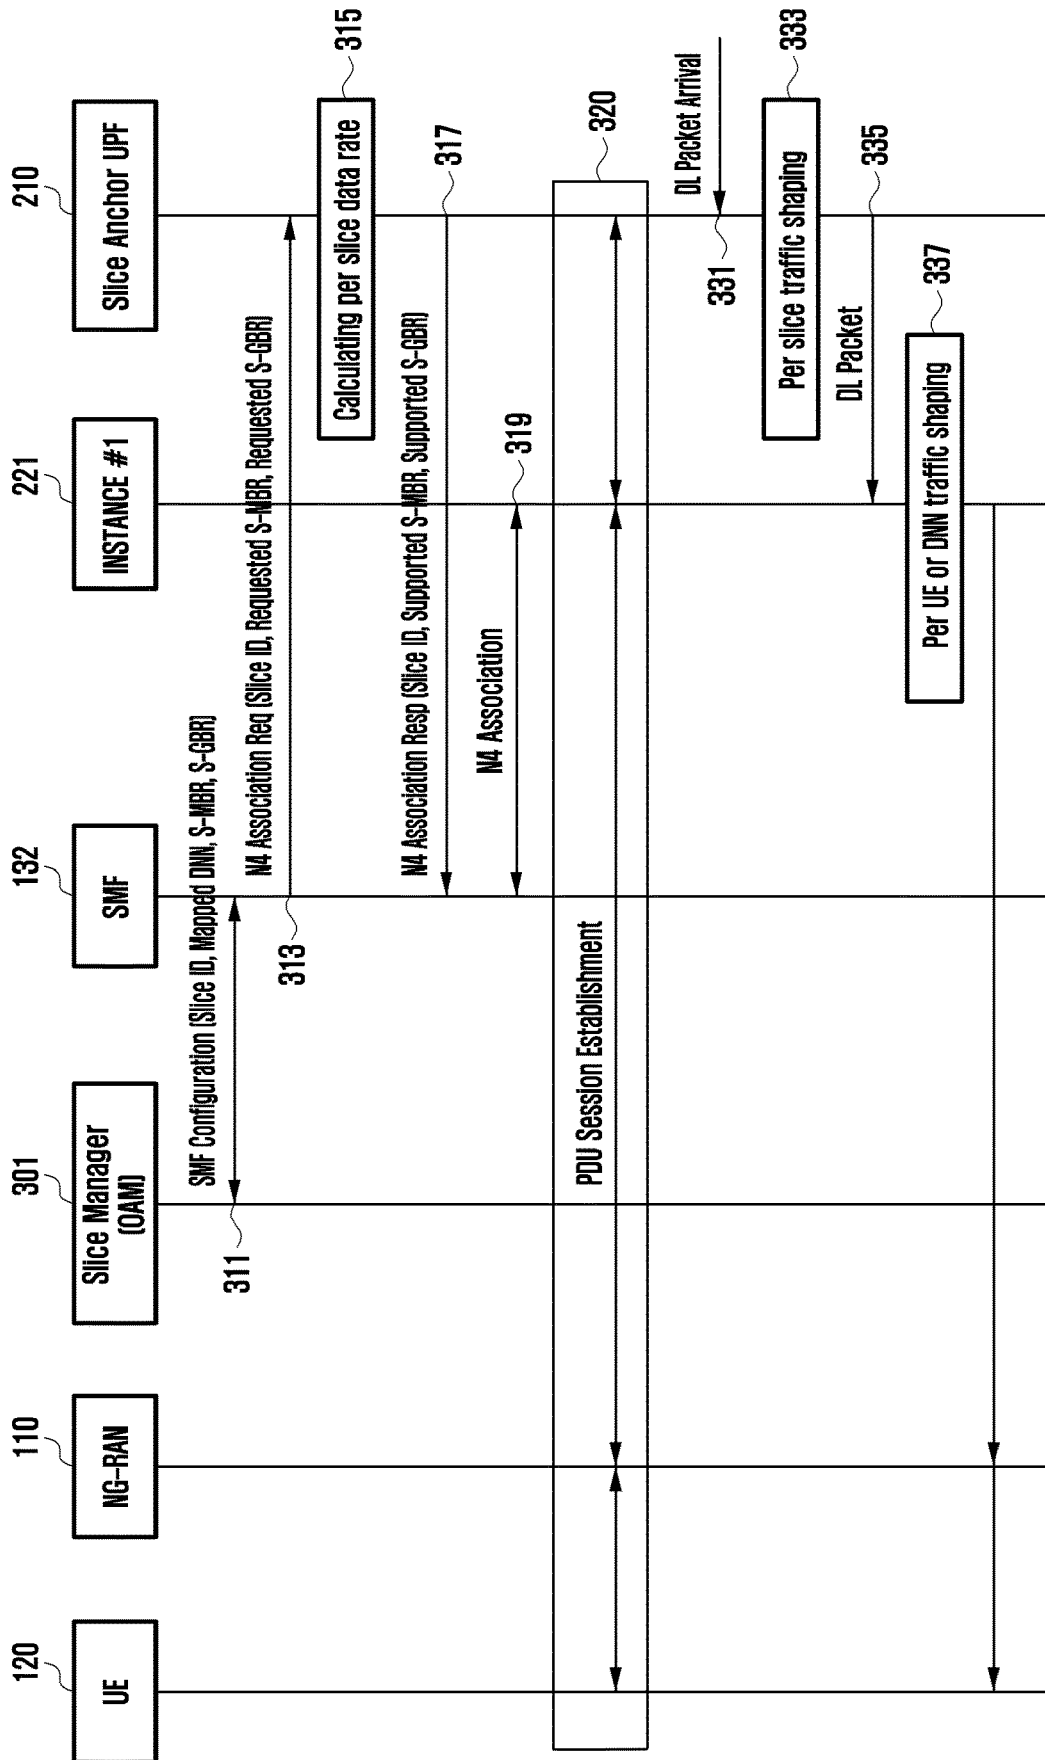 120
UE
110
NG-RAN
301
Slice Manager
(OAM)
132
SMF
221
INSTANCE #1
210
Slice Anchor UPF
311
SMF Configuration (Slice ID, Mapped DNN, S-MBR, S-GBR)
313
N4 Association Req (Slice ID, Requested S-MBR, Requested S-GBR)
Calculating per slice data rate
315
N4 Association Resp (Slice ID, Supported S-MBR, Supported S-GBR)
317
N4 Association
319
PDU Session Establishment
320
DL Packet Arrival
331
Per slice traffic shaping
333
DL Packet
335
Per UE or DNN traffic shaping
337